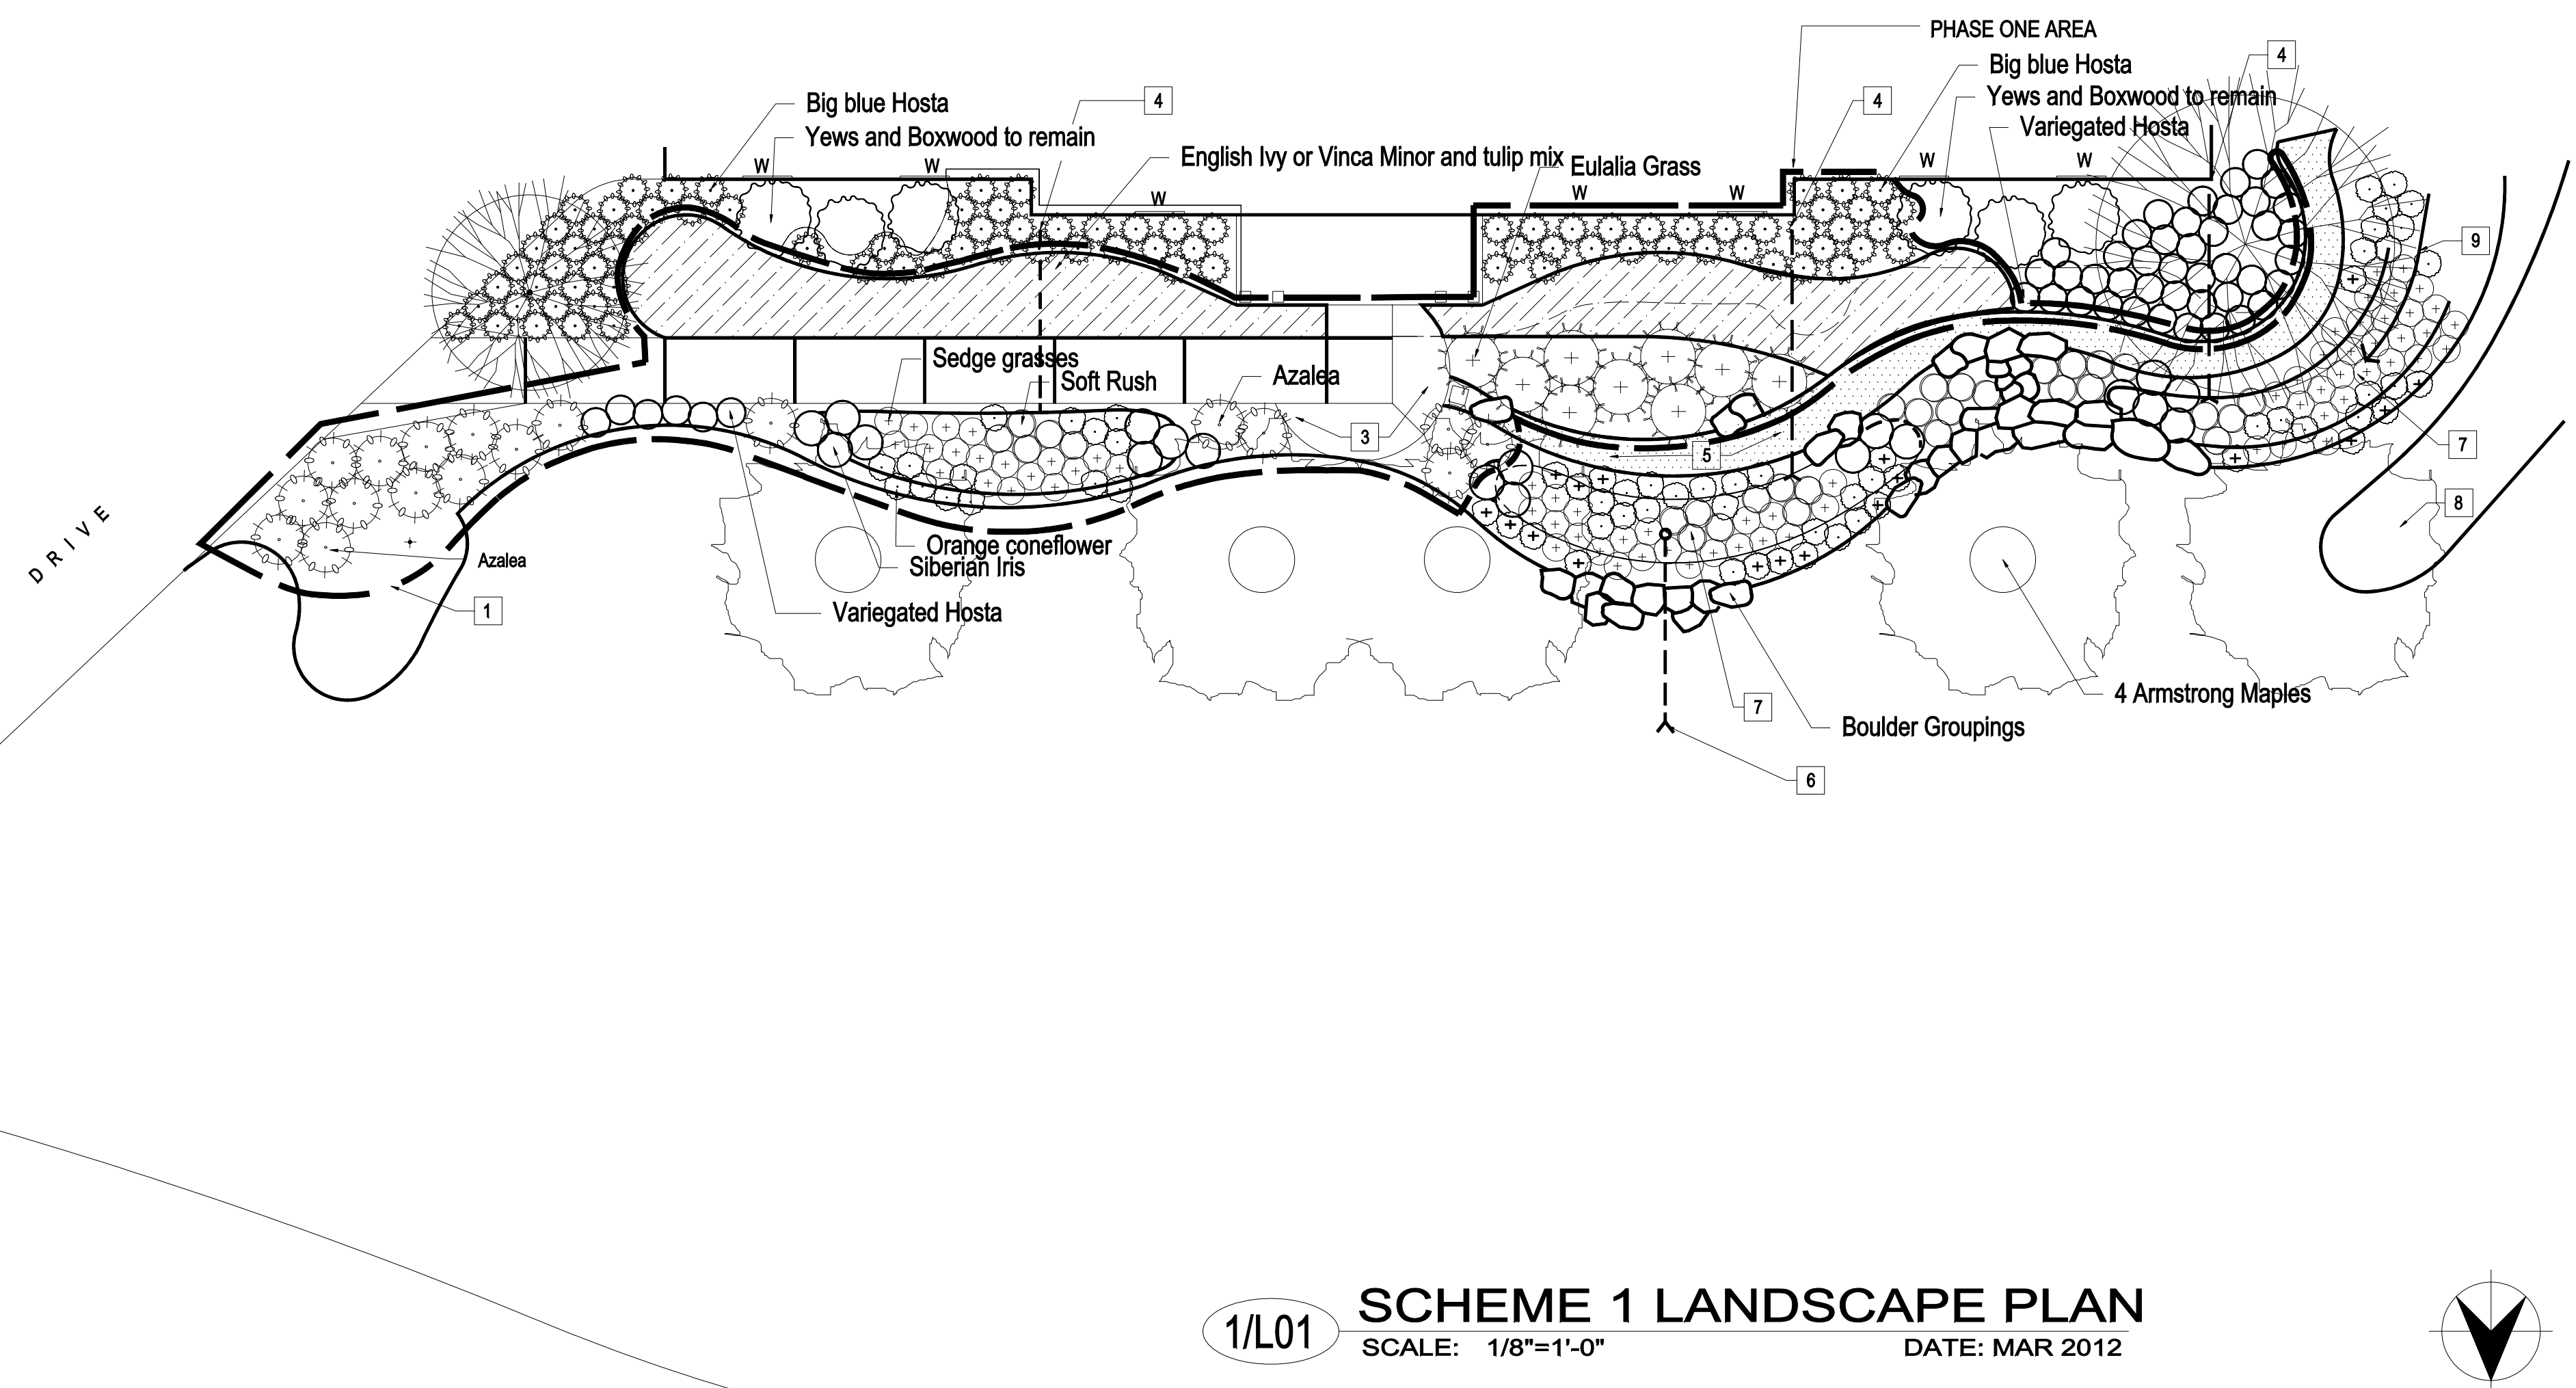 PHASE ONE AREA
Big blue Hosta
4
Yews and Boxwood to remain
Variegated Hosta
Big blue Hosta
4
4
Yews and Boxwood to remain
English Ivy or Vinca Minor and tulip mix
Eulalia Grass
W
W
W
W
W
W
W
9
Sedge grasses
Soft Rush
Azalea
3
5
7
8
DRIVE
Orange coneflower
Azalea
Siberian Iris
1
Variegated Hosta
4 Armstrong Maples
7
Boulder Groupings
6
1/L01
SCHEME 1 LANDSCAPE PLAN
SCALE: 1/8"=1'-0"
DATE: MAR 2012